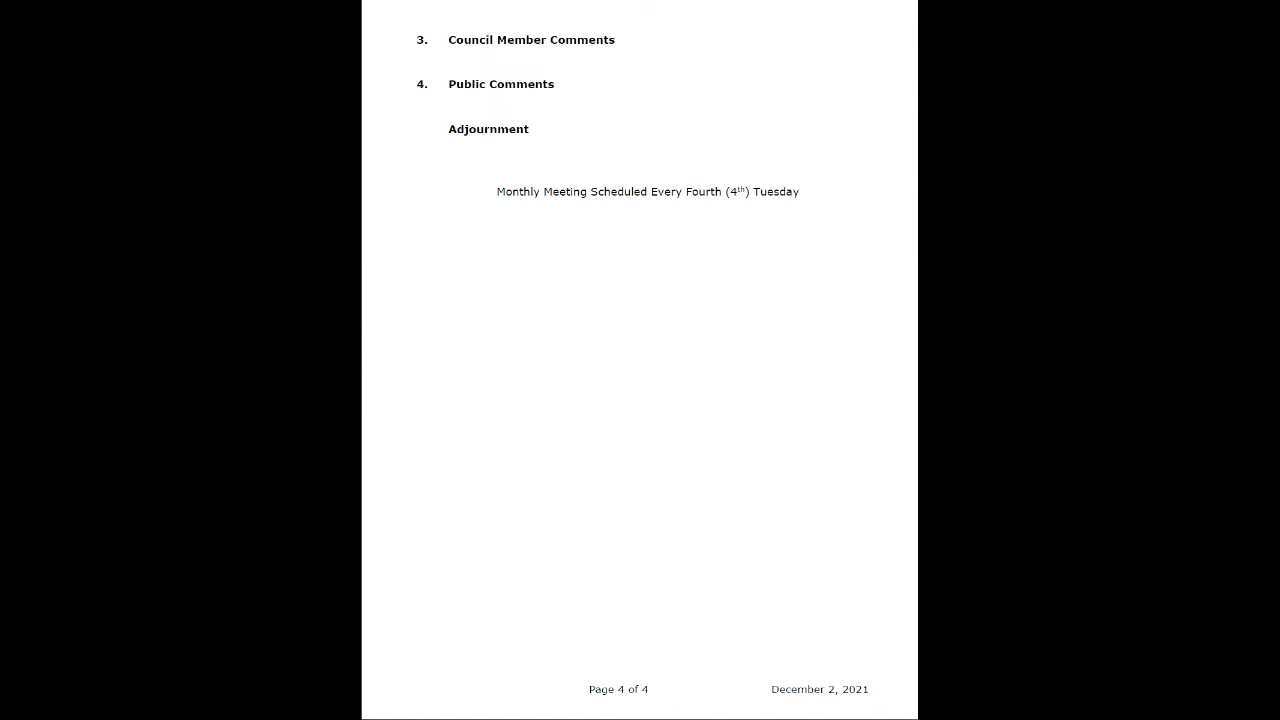 3. Council Member Comments
4. Public Comments
Adjournment
Monthly Meeting Scheduled Every Fourth (4th) Tuesday
Page 4 of 4 December 2, 2021